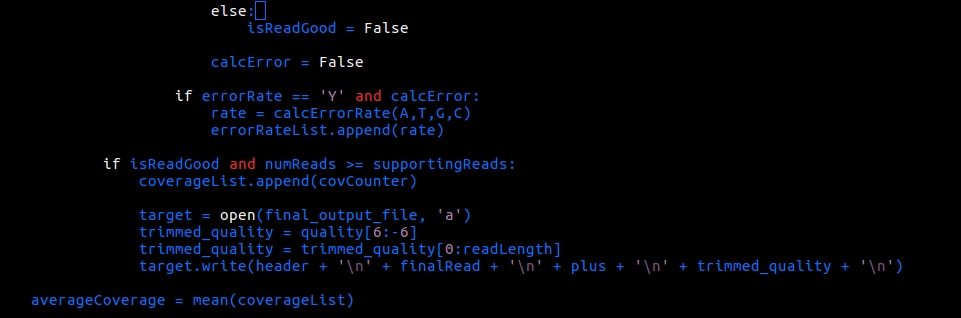 else:
isReadGood = False
calcError = False
if errorRate == 'Y' and calcError:
rate = calcErrorRate(A,T,G,C)
errorRateList.append(rate)
if isReadGood and numReads >= supportingReads:
coverageList.append(covCounter)
target = open(final_output_file, 'a')
trimmed_quality = quality[6:-6]
trimmed_quality = trimmed_quality[0:readLength]
target.write(header + '\n' + finalRead + '\n' + plus + '\n' + trimmed_quality + '\n')
averageCoverage = mean(coverageList)